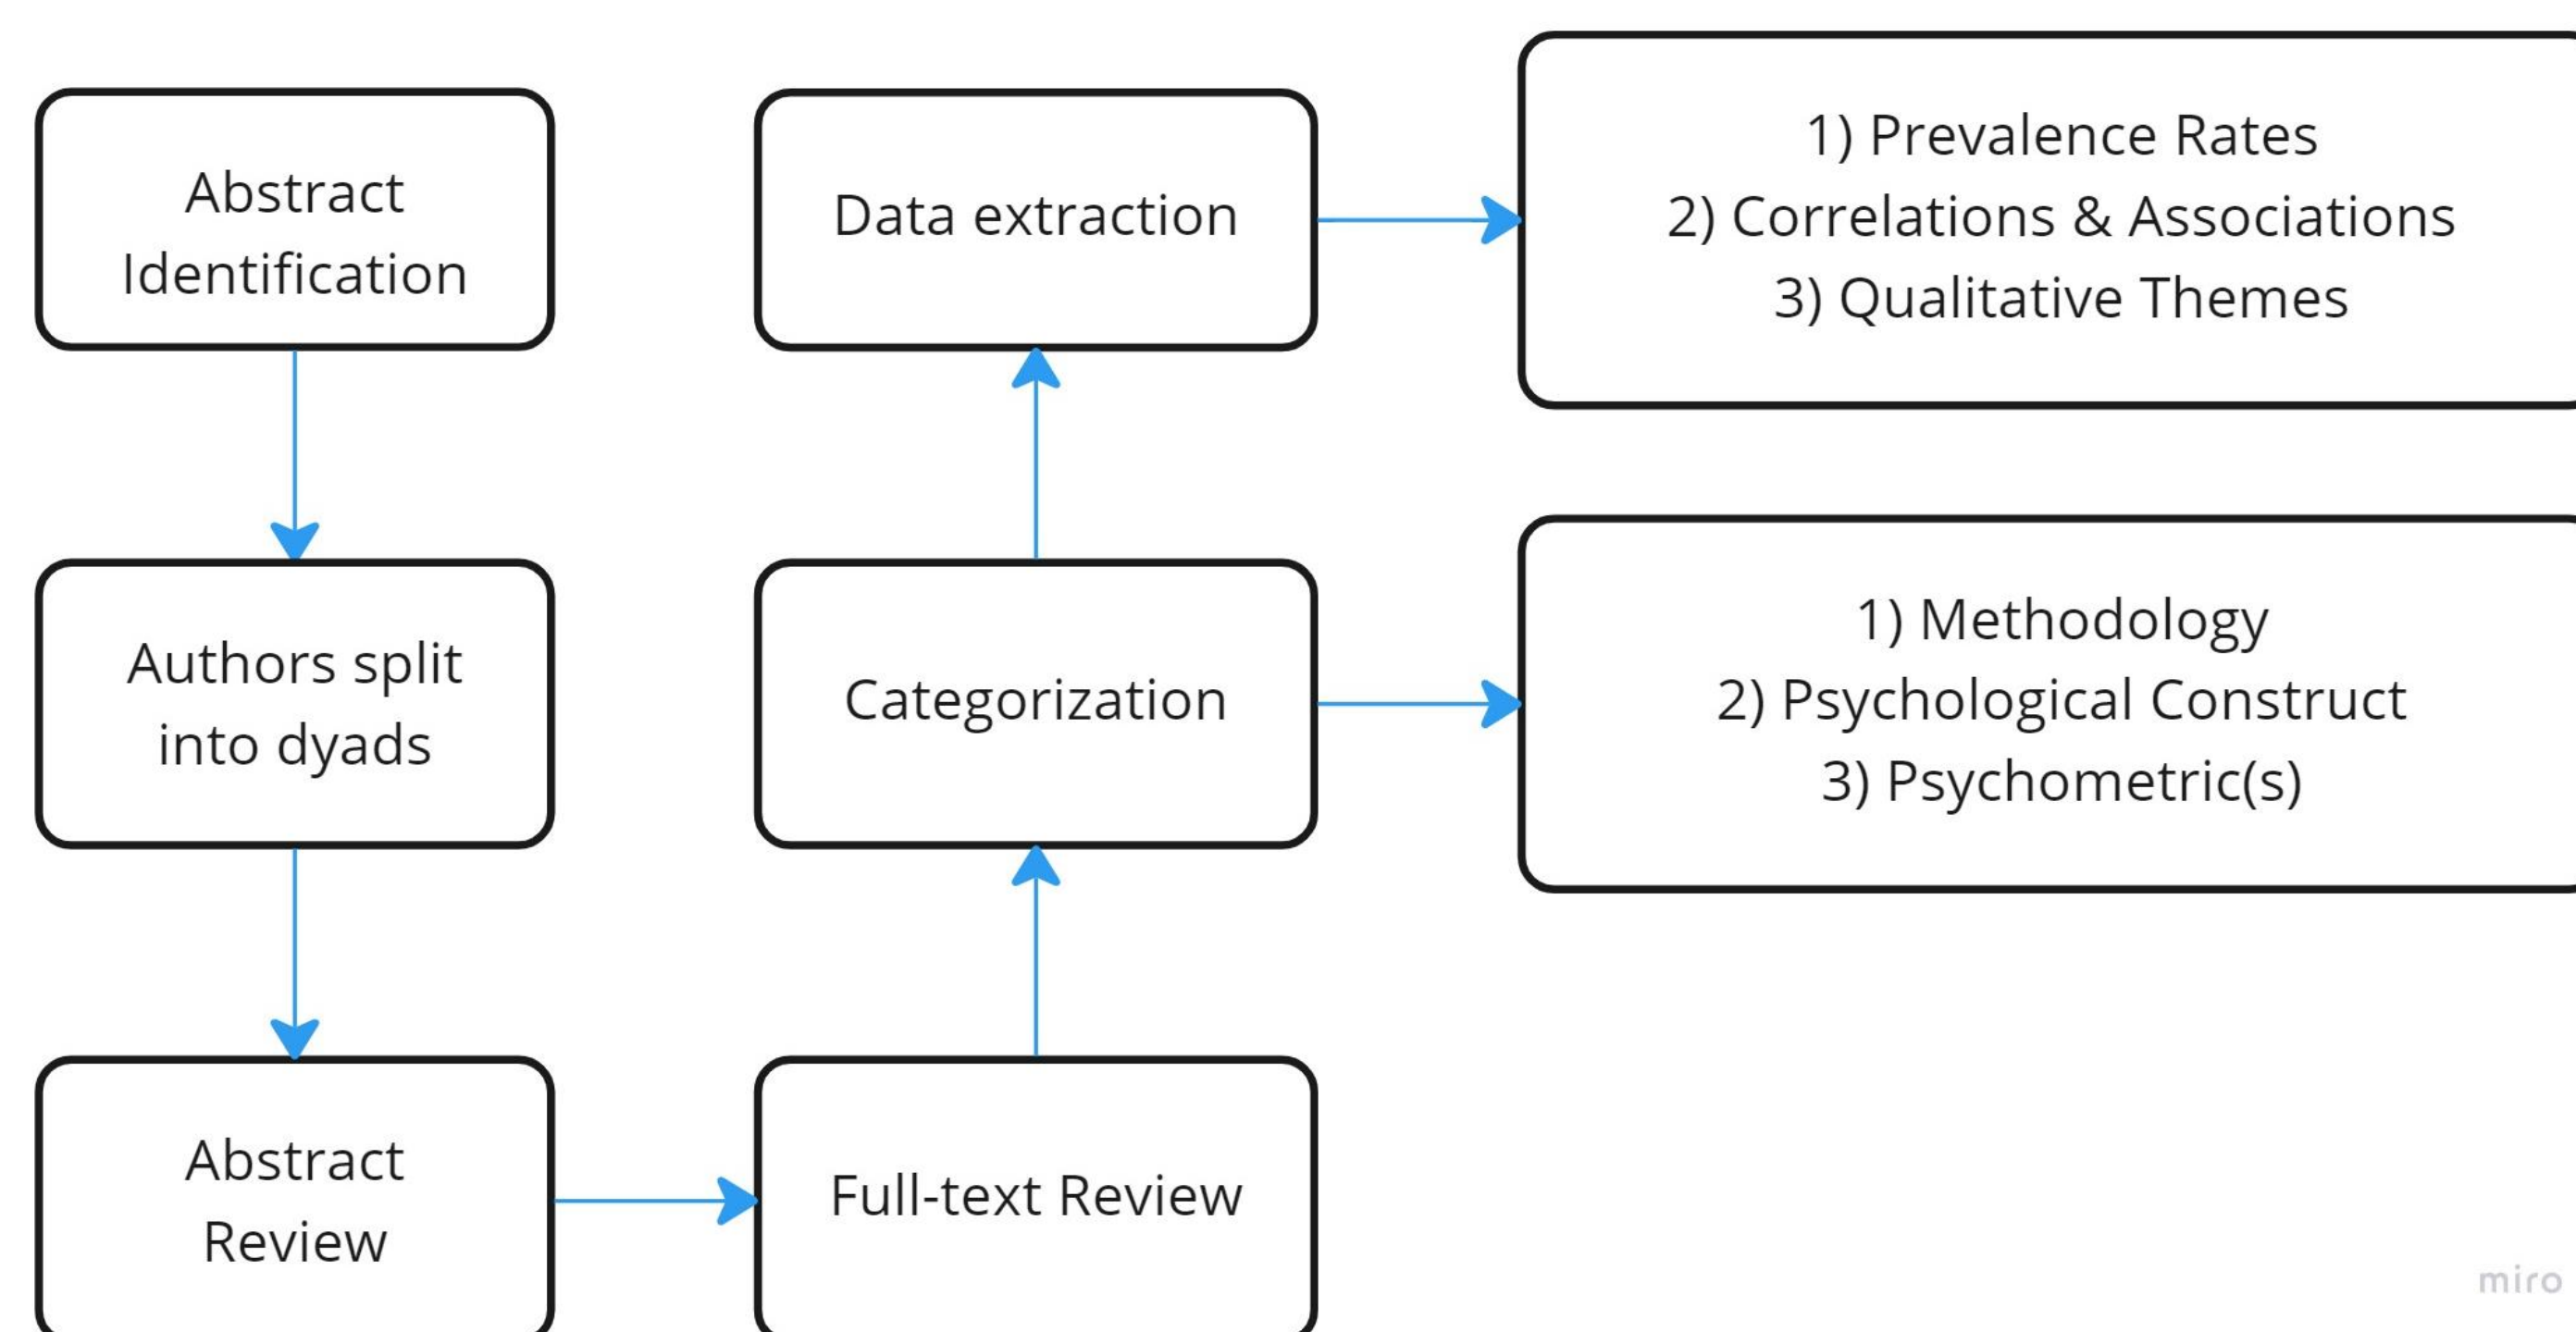 Abstract
Identification
Authors split
into dyads
Abstract
Review
Full-text Review
Categorization
Data extraction
1) Prevalence Rates
2) Correlations & Associations
3) Qualitative Themes
1) Methodology
2) Psychological Construct
3) Psychometric(s)
miro